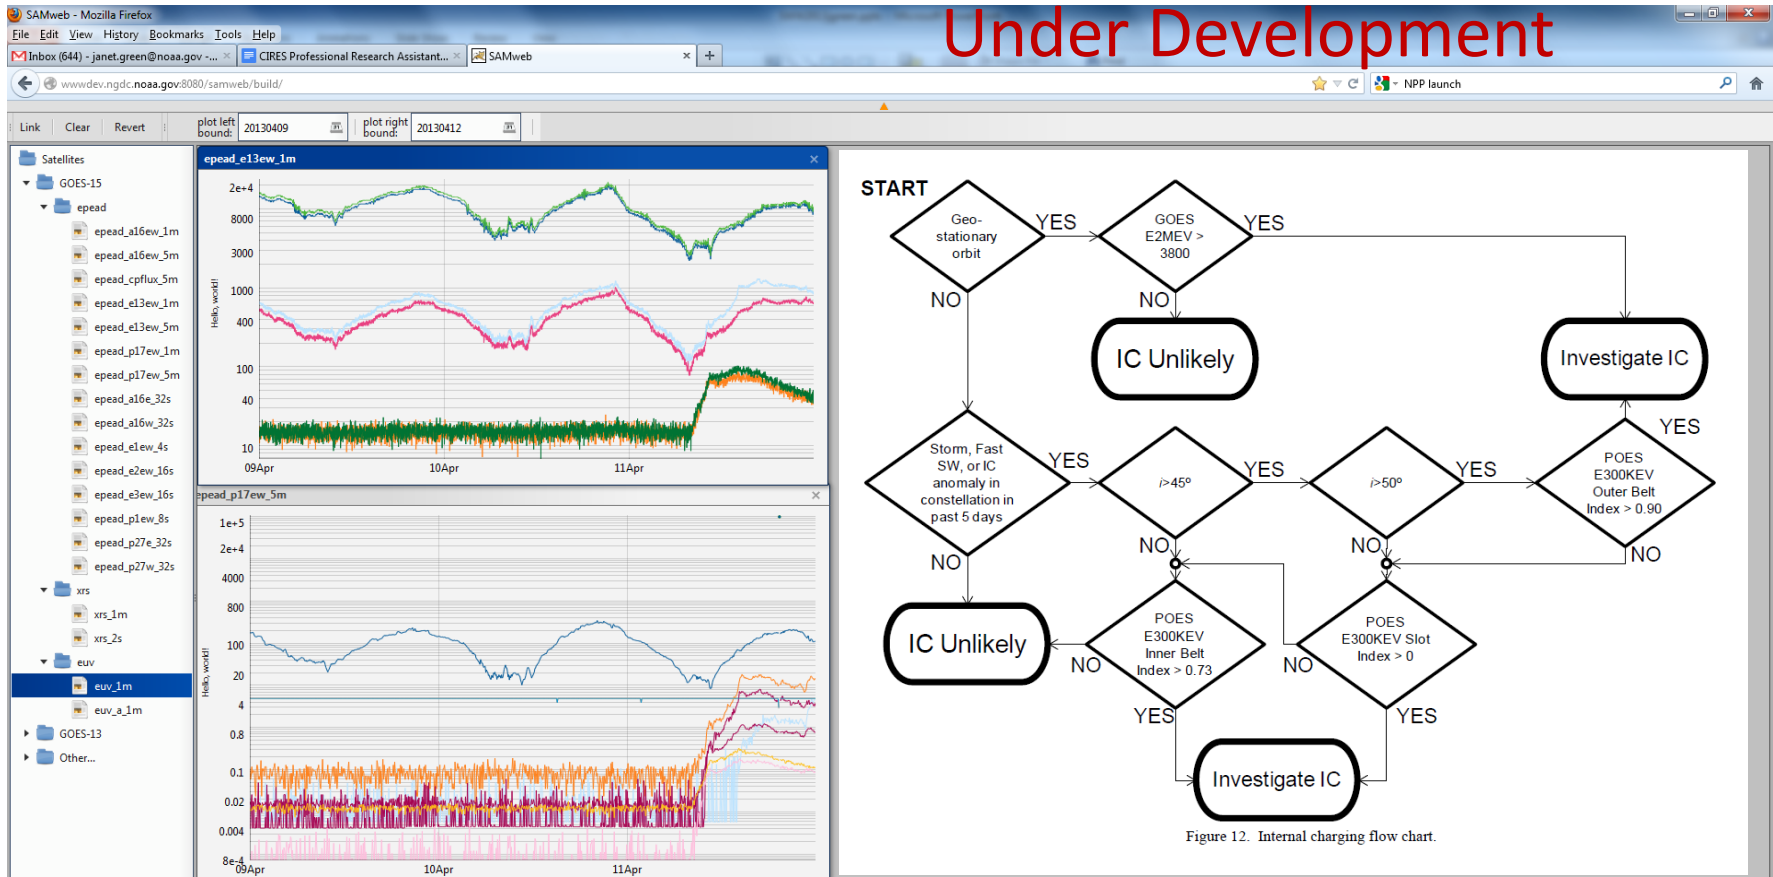 SAMweb - Mozilla Firefox
Under Development
File Edit View History Bookmarks Tools Help
Inbox (644) - janet.green@noaa.gov -... × CIRES Professional Research Assistant... × SAMweb × +
wwwdev.ngdc.noaa.gov:8080/samweb/build/
NPP launch
Link Clear Revert plot left bound: 20130409 plot right bound: 20130412
Satellites
GOES-15
epead
epead_a16ew_1m
epead_a16ew_5m
epead_cpflux_5m
epead_e13ew_1m
epead_e13ew_5m
epead_p17ew_1m
epead_p17ew_5m
epead_a16e_32s
epead_a16w_32s
epead_e1ew_4s
epead_e2ew_16s
epead_e3ew_16s
epead_p1ew_8s
epead_p27e_32s
epead_p27w_32s
xrs
xrs_1m
xrs_2s
euv
euv_1m
euv_a_1m
GOES-13
Other...
epead_e13ew_1m ×
2e+4
8000
3000
1000
400
100
40
10
Hello, world!
09Apr 10Apr 11Apr
epead_p17ew_5m ×
1e+5
2e+4
4000
800
100
20
4
0.8
0.1
0.02
0.004
8e-4
Hello, world!
09Apr 10Apr 11Apr
START
Geo-
stationary
orbit
YES
GOES
E2MEV >
3800
YES
NO
NO
IC Unlikely
Investigate IC
Storm, Fast
SW, or IC
anomaly in
constellation in
past 5 days
YES
i>45º
YES
i>50º
YES
POES
E300KEV
Outer Belt
Index > 0.90
YES
NO
NO
NO
NO
IC Unlikely
POES
E300KEV
Inner Belt
Index > 0.73
NO
POES
E300KEV Slot
Index > 0
NO
YES
YES
Investigate IC
Figure 12. Internal charging flow chart.